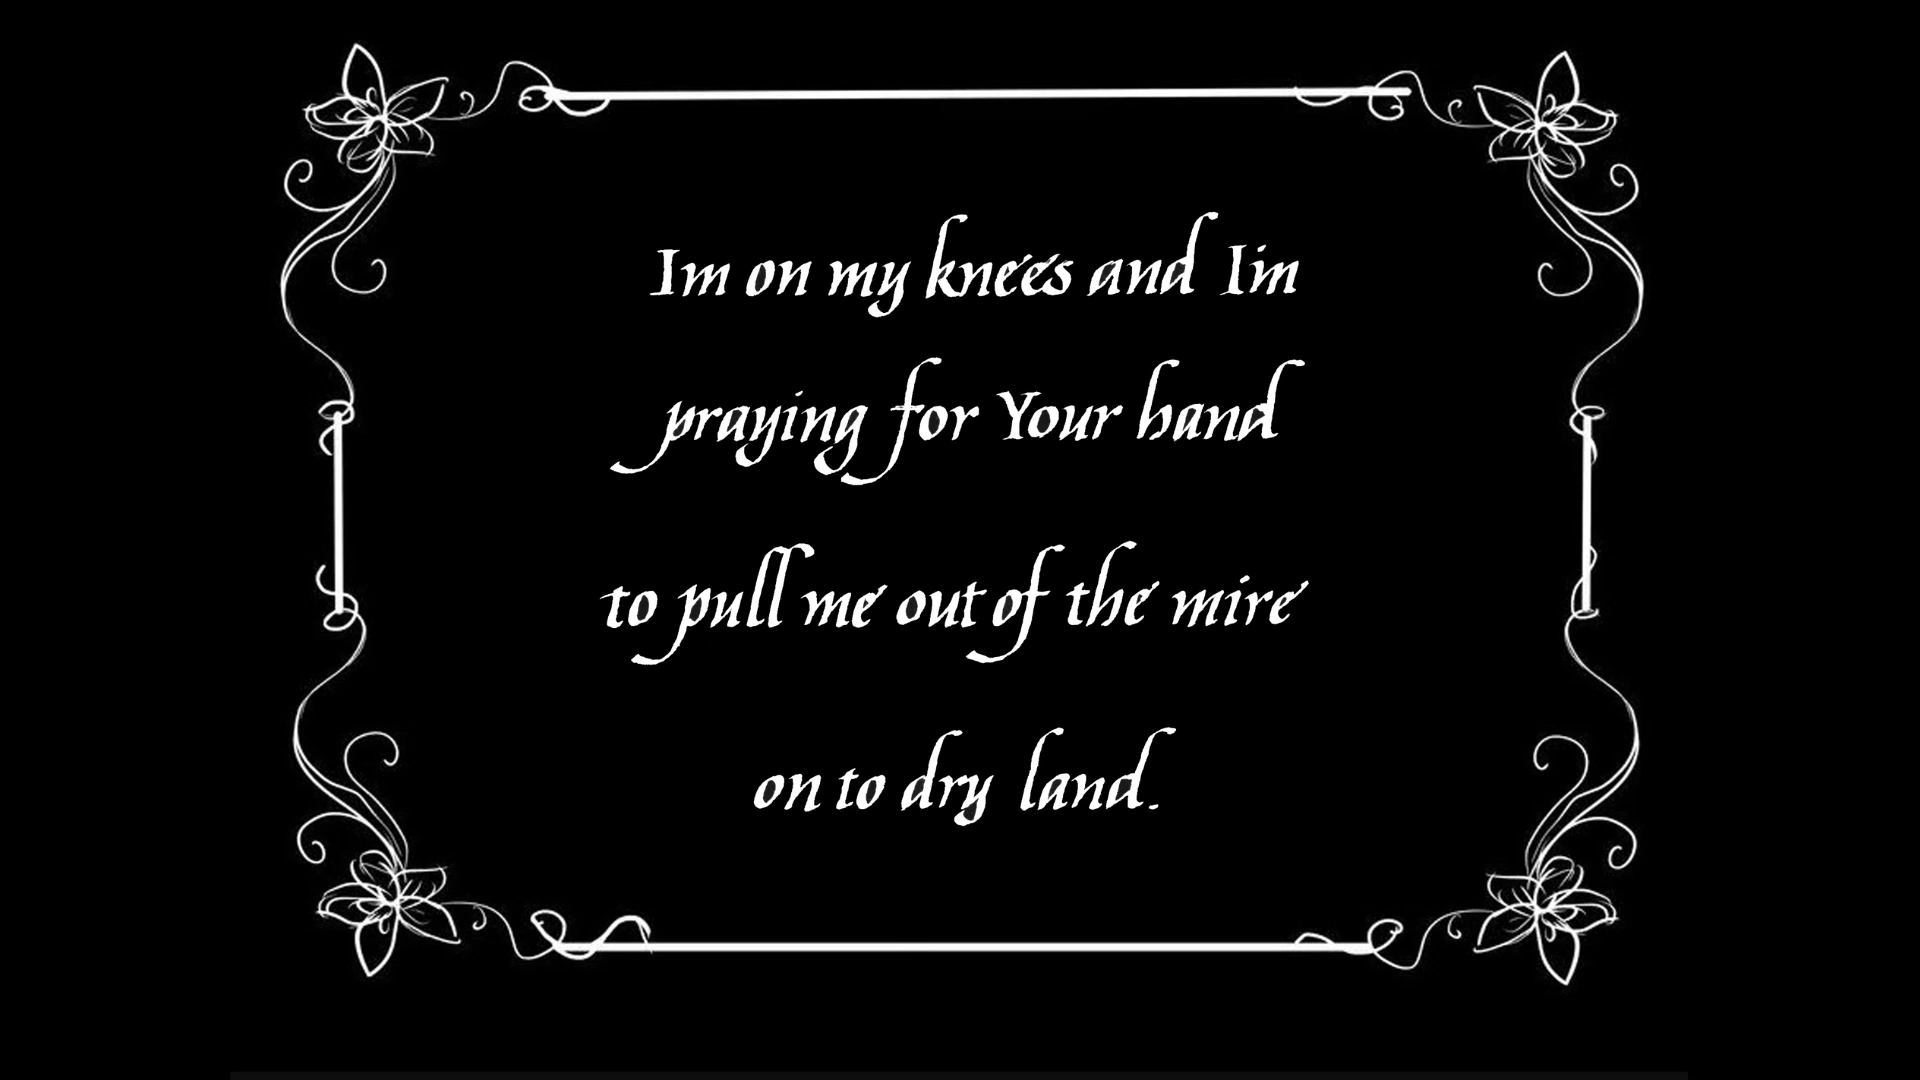 Im on my knees and Im
praying for Your hand
to pull me out of the mire
on to dry land.